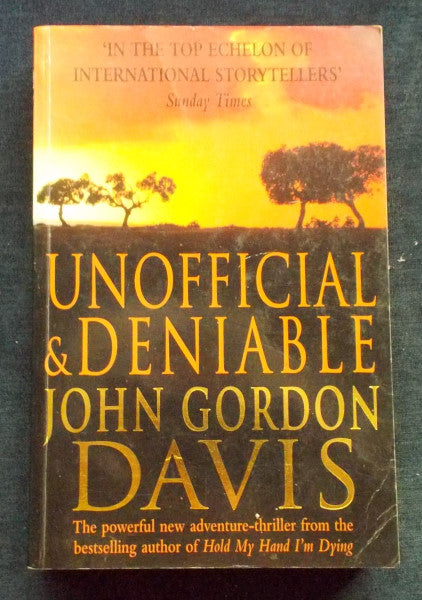 'IN THE TOP ECHELON OF
INTERNATIONAL STORYTELLERS'
Sunday Times
UNOFFICIAL
& DENIABLE
JOHN GORDON
DAVIS
The powerful new adventure-thriller from the
bestselling author of Hold My Hand I'm Dying